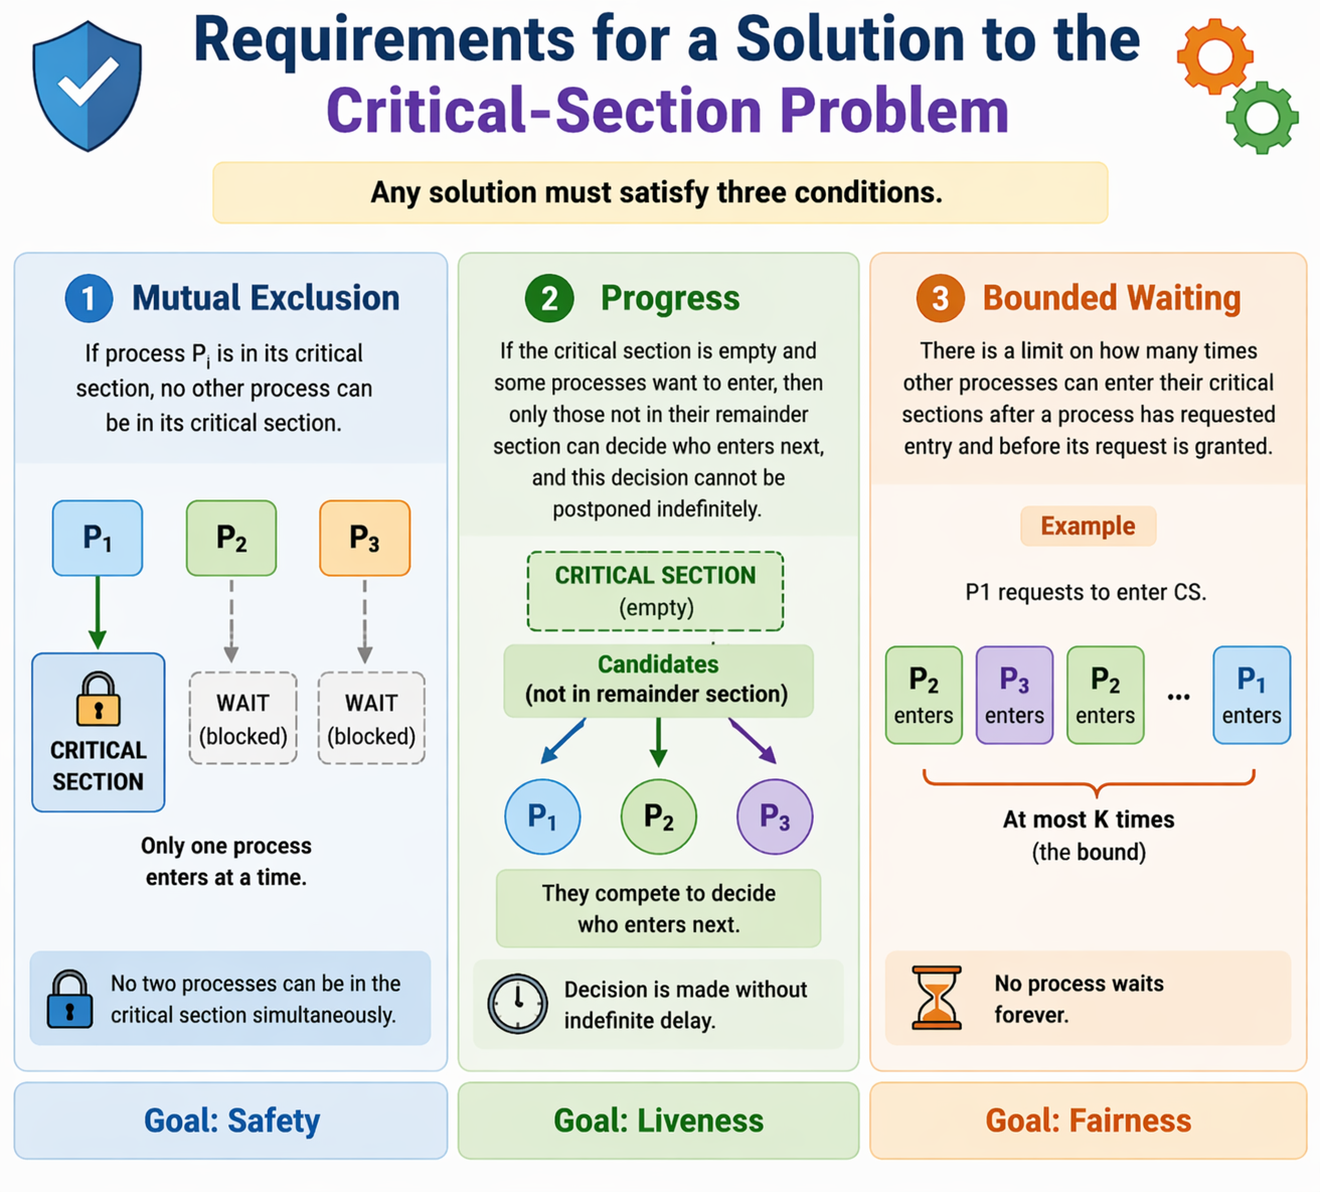 Requirements for a Solution to the
Critical-Section Problem
Any solution must satisfy three conditions.
1 Mutual Exclusion
If process Pi is in its critical
section, no other process can
be in its critical section.
P1 P2 P3
CRITICAL
SECTION
WAIT
(blocked)
WAIT
(blocked)
Only one process
enters at a time.
No two processes can be in the
critical section simultaneously.
Goal: Safety
2 Progress
If the critical section is empty and
some processes want to enter, then
only those not in their remainder
section can decide who enters next,
and this decision cannot be
postponed indefinitely.
CRITICAL SECTION
(empty)
Candidates
(not in remainder section)
P1 P2 P3
They compete to decide
who enters next.
Decision is made without
indefinite delay.
Goal: Liveness
3 Bounded Waiting
There is a limit on how many times
other processes can enter their critical
sections after a process has requested
entry and before its request is granted.
Example
P1 requests to enter CS.
P2 P3 P2 ... P1
enters enters enters enters
At most K times
(the bound)
No process waits
forever.
Goal: Fairness